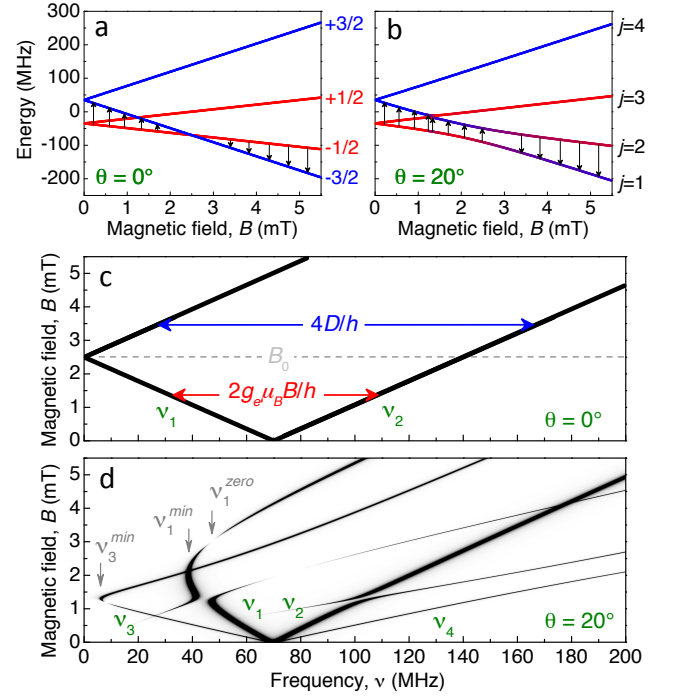 a
b
300
200
100
0
-100
-200
Energy (MHz)
+3/2
+1/2
-1/2
-3/2
θ = 0°
θ = 20°
j=4
j=3
j=2
j=1
0 1 2 3 4 5
0 1 2 3 4 5
Magnetic field, B (mT)
Magnetic field, B (mT)
c
5
4
3
2
1
0
Magnetic field, B (mT)
4D/h
B0
2geμBB/h
ν1
ν2
θ = 0°
d
5
4
3
2
1
0
Magnetic field, B (mT)
ν1zero
ν1min
ν3min
ν1
ν2
ν3
ν4
θ = 20°
0 20 40 60 80 100 120 140 160 180 200
Frequency, ν (MHz)